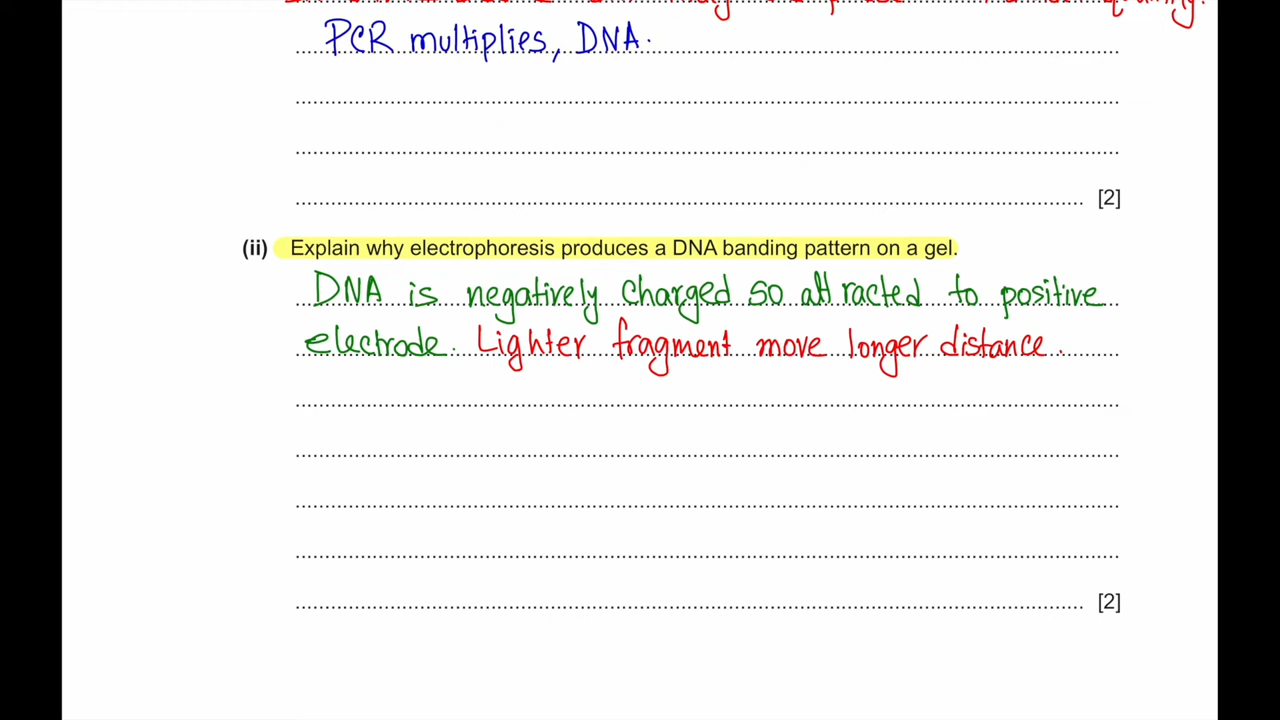 PCR multiplies, DNA.
[2]
(ii) Explain why electrophoresis produces a DNA banding pattern on a gel.
DNA is negatively charged so attracted to positive
electrode. Lighter fragment move longer distance.
[2]